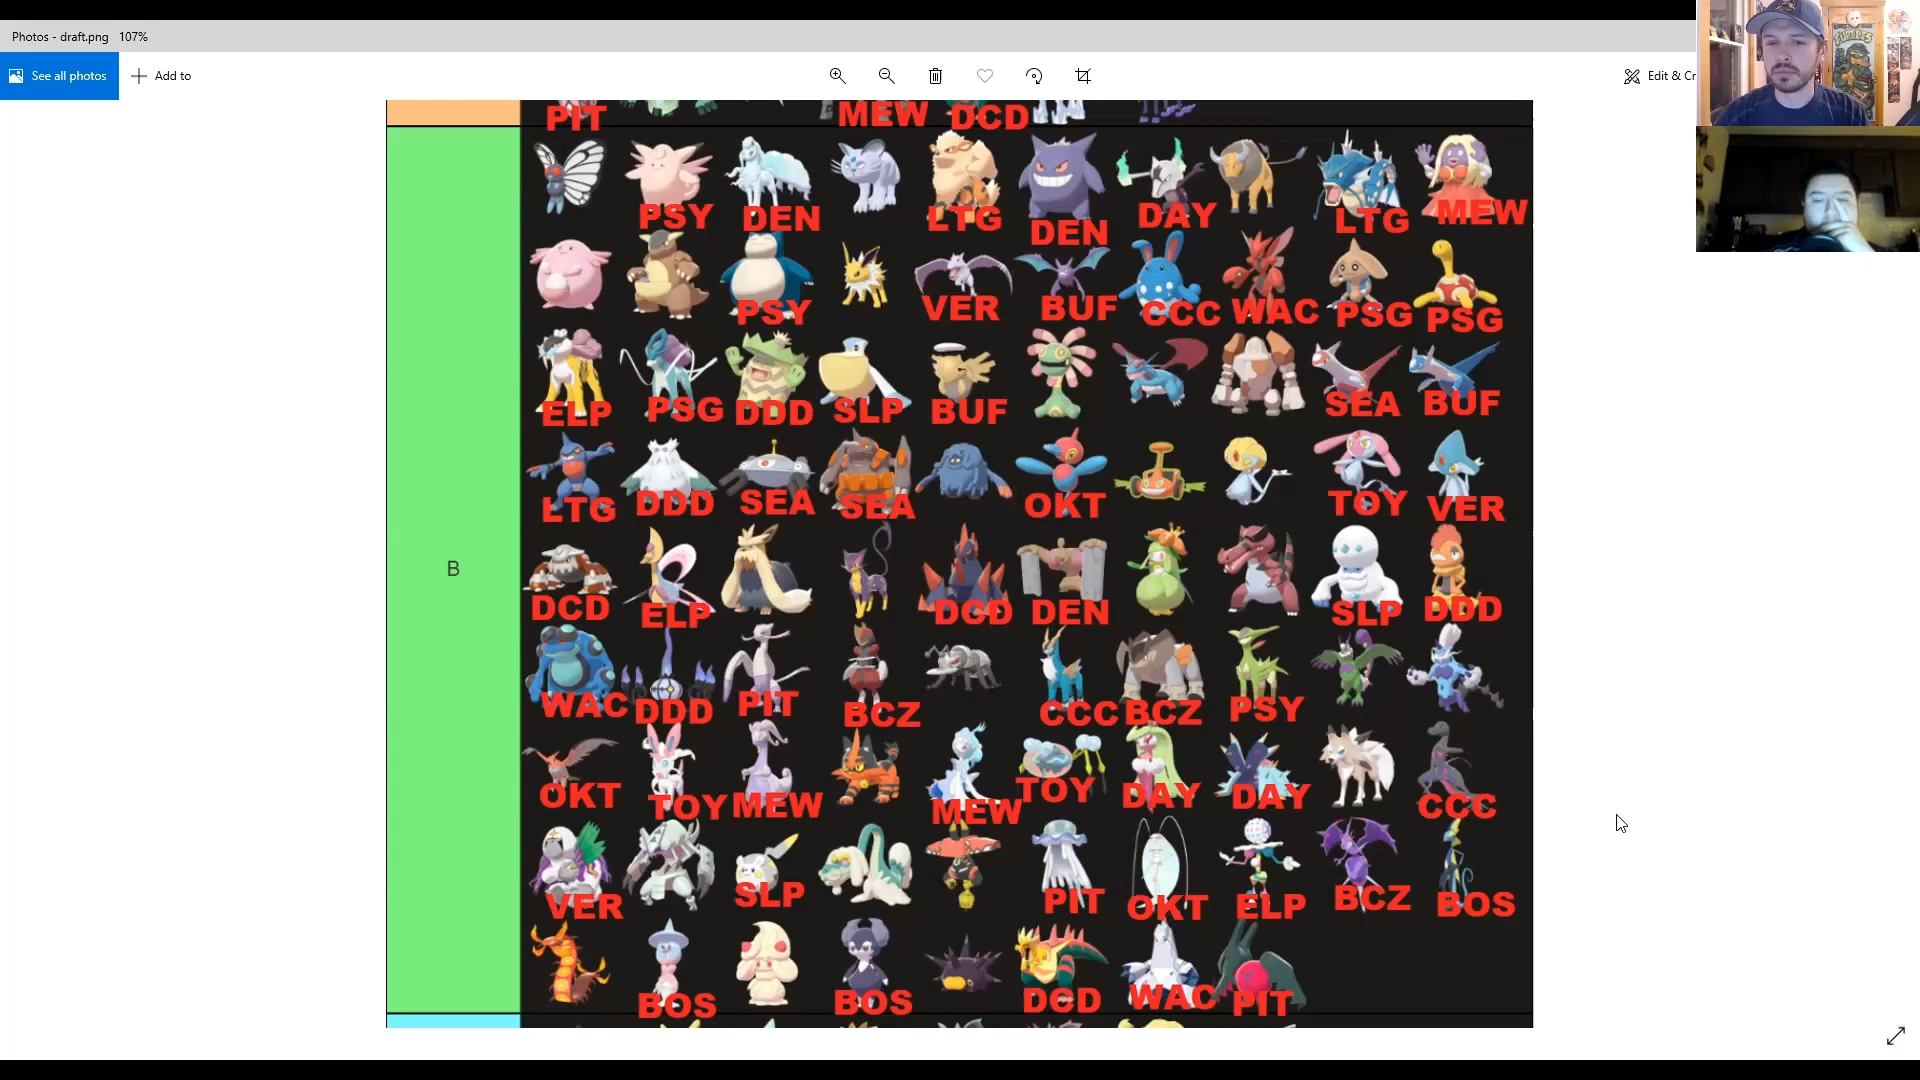 Photos - draft.png 107%
See all photos
Add to
Edit & Cr
PIT MEW DCD
PSY DEN LTG DEN DAY LTG MEW
PSY VER BUF CCC WAC PSG PSG
ELP PSG DDD SLP BUF SEA BUF
LTG DDD SEA SEA OKT TOY VER
B
DCD ELP DCD DEN SLP DDD
WAC DDD PIT BCZ CCC BCZ PSY
OKT TOY MEW MEW TOY DAY DAY CCC
VER SLP PIT OKT ELP BCZ BOS
BOS BOS DCD WAC PIT
TURTLES